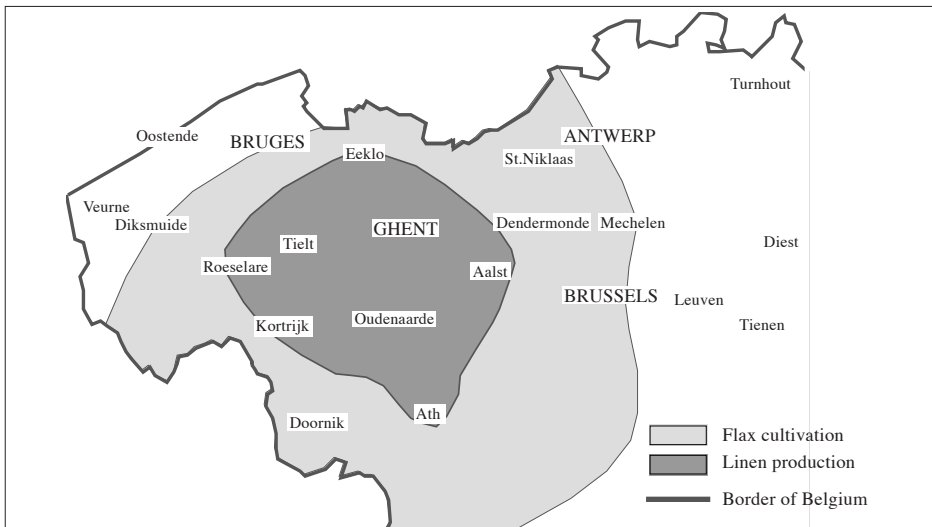 Turnhout
Oostende
BRUGES
ANTWERP
Eeklo
St.Niklaas
Veurne
Diksmuide
GHENT
Dendermonde
Mechelen
Tielt
Diest
Roeselare
Aalst
BRUSSELS
Leuven
Kortrijk
Oudenaarde
Tienen
Doornik
Ath
Flax cultivation
Linen production
Border of Belgium